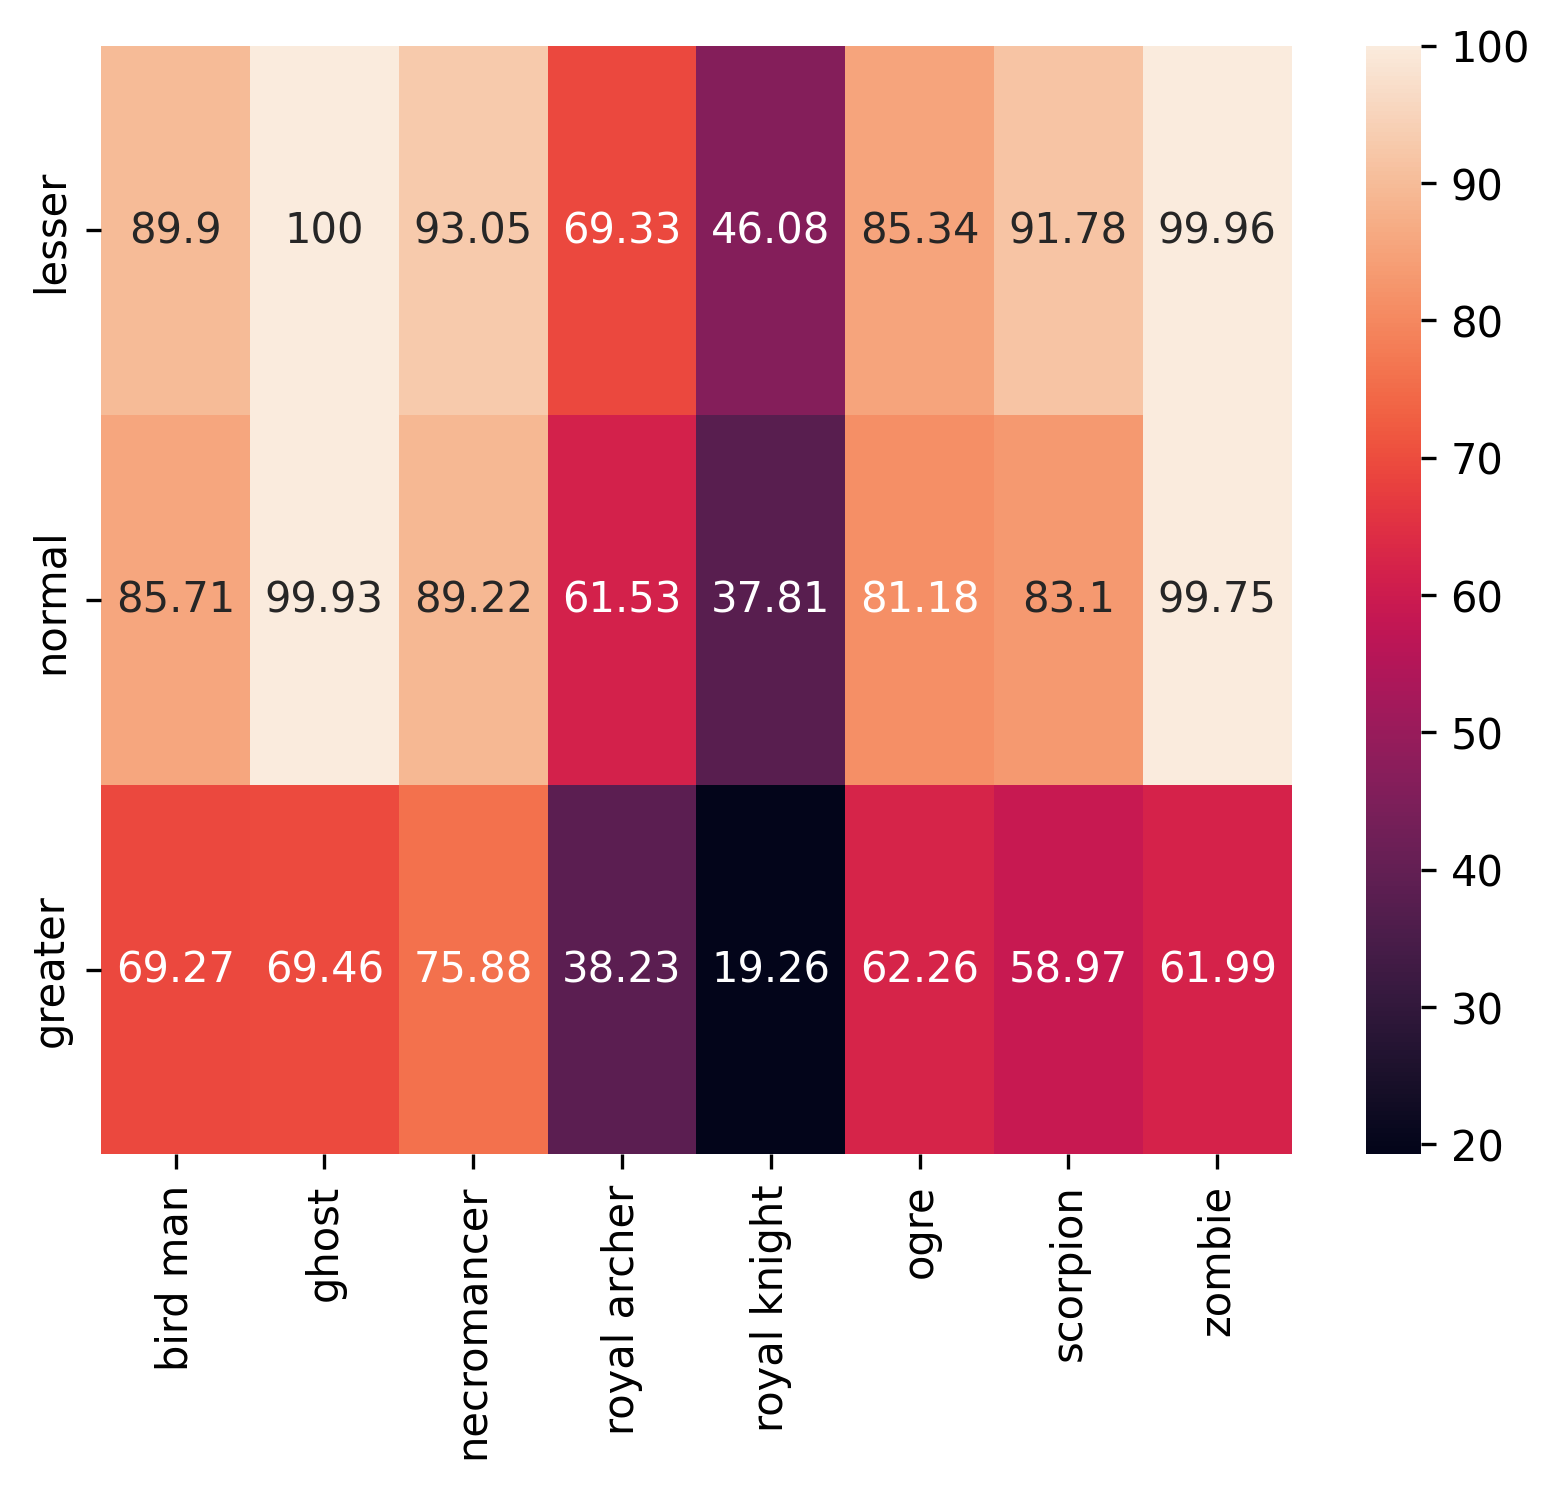 lesser
89.9 100 93.05 69.33 46.08 85.34 91.78 99.96
normal
85.71 99.93 89.22 61.53 37.81 81.18 83.1 99.75
greater
69.27 69.46 75.88 38.23 19.26 62.26 58.97 61.99
bird man
ghost
necromancer
royal archer
royal knight
ogre
scorpion
zombie
100
90
80
70
60
50
40
30
20